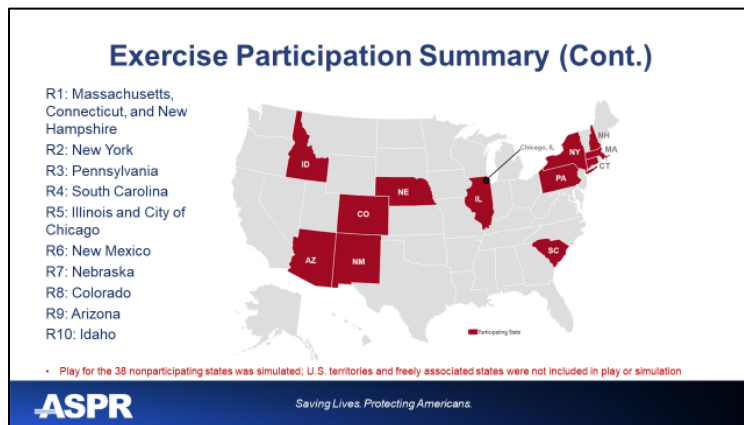 Exercise Participation Summary (Cont.)
R1: Massachusetts,
Connecticut, and New
Hampshire
R2: New York
R3: Pennsylvania
R4: South Carolina
R5: Illinois and City of
Chicago
R6: New Mexico
R7: Nebraska
R8: Colorado
R9: Arizona
R10: Idaho
NH
Chicago, IL
NY
MA
ID
CT
PA
NE
IL
CO
SC
AZ
NM
Participating State
• Play for the 38 nonparticipating states was simulated; U.S. territories and freely associated states were not included in play or simulation
ASPR
Saving Lives. Protecting Americans.